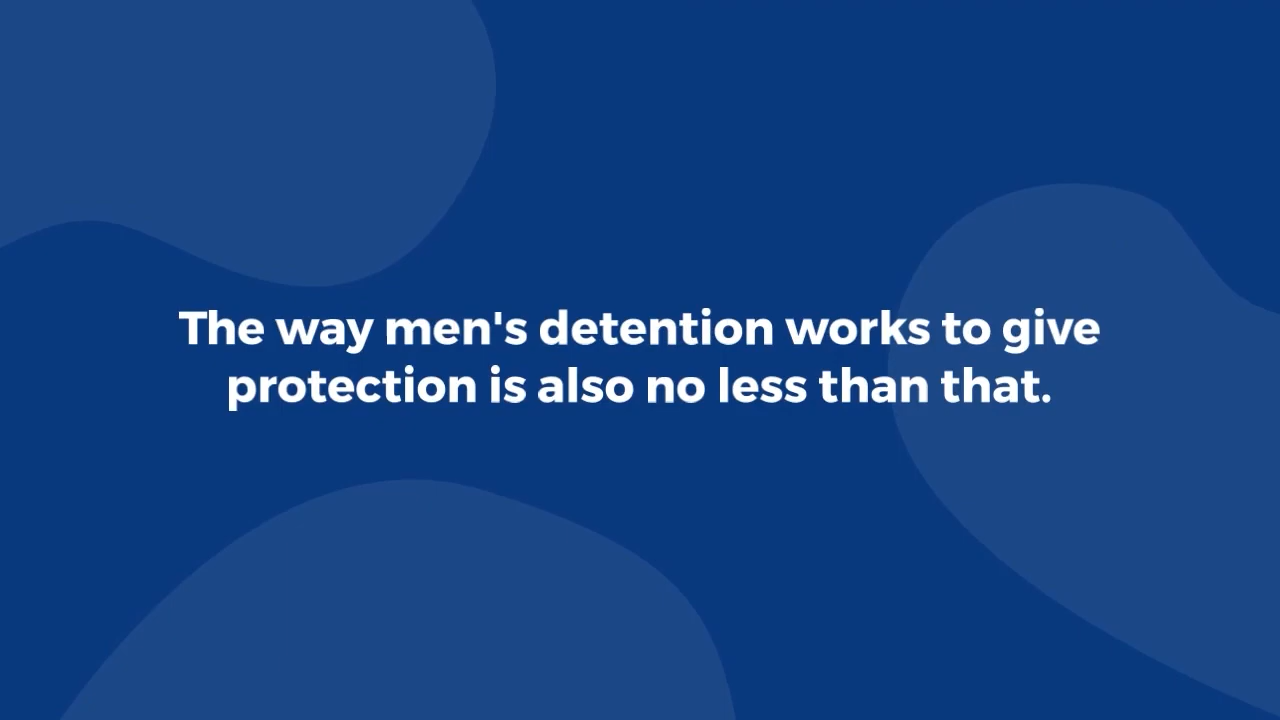 The way men's detention works to give
protection is also no less than that.